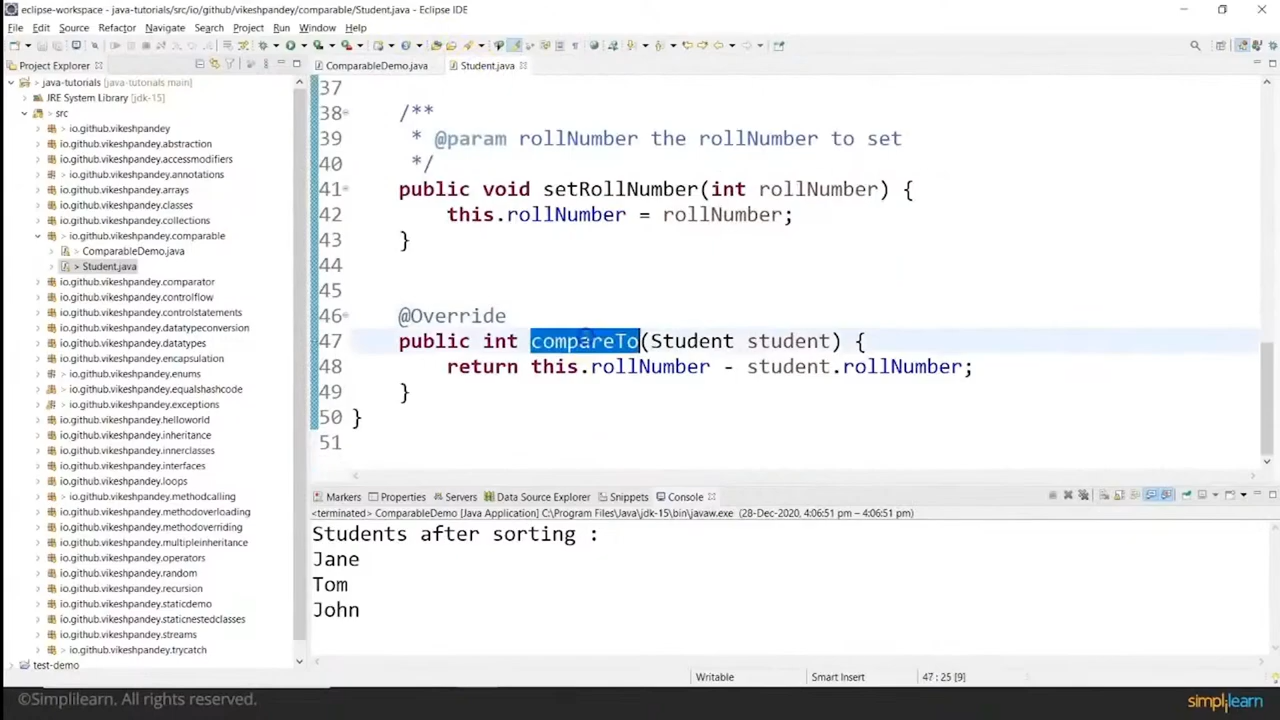 eclipse-workspace - java-tutorials/src/io/github/vikeshpandey/comparable/Student.java - Eclipse IDE
File Edit Source Refactor Navigate Search Project Run Window Help
Project Explorer
ComparableDemo.java
Student.java
java-tutorials [java-tutorials main]
JRE System Library [jdk-15]
src
> io.github.vikeshpandey
> io.github.vikeshpandey.abstraction
> io.github.vikeshpandey.accessmodifiers
> io.github.vikeshpandey.annotations
> io.github.vikeshpandey.arrays
> io.github.vikeshpandey.classes
> io.github.vikeshpandey.collections
> io.github.vikeshpandey.comparable
> ComparableDemo.java
> Student.java
io.github.vikeshpandey.comparator
io.github.vikeshpandey.controlflow
io.github.vikeshpandey.controlstatements
io.github.vikeshpandey.datatypeconversion
io.github.vikeshpandey.datatypes
io.github.vikeshpandey.encapsulation
> io.github.vikeshpandey.enums
> io.github.vikeshpandey.equalshashcode
> io.github.vikeshpandey.exceptions
io.github.vikeshpandey.helloworld
io.github.vikeshpandey.inheritance
io.github.vikeshpandey.innerclasses
io.github.vikeshpandey.interfaces
io.github.vikeshpandey.loops
> io.github.vikeshpandey.methodcalling
io.github.vikeshpandey.methodoverloading
io.github.vikeshpandey.methodoverriding
io.github.vikeshpandey.multipleinheritance
io.github.vikeshpandey.operators
io.github.vikeshpandey.random
io.github.vikeshpandey.recursion
io.github.vikeshpandey.staticdemo
io.github.vikeshpandey.staticnestedclasses
io.github.vikeshpandey.streams
> io.github.vikeshpandey.trycatch
test-demo
37
38 /**
39 * @param rollNumber the rollNumber to set
40 */
41 public void setRollNumber(int rollNumber) {
42 this.rollNumber = rollNumber;
43 }
44
45
46 @Override
47 public int compareTo(Student student) {
48 return this.rollNumber - student.rollNumber;
49 }
50 }
51
Markers Properties Servers Data Source Explorer Snippets Console
<terminated> ComparableDemo [Java Application] C:\Program Files\Java\jdk-15\bin\javaw.exe (28-Dec-2020, 4:06:51 pm – 4:06:51 pm)
Students after sorting :
Jane
Tom
John
Writable Smart Insert 47 : 25 [9]
©Simplilearn. All rights reserved.
simplilearn